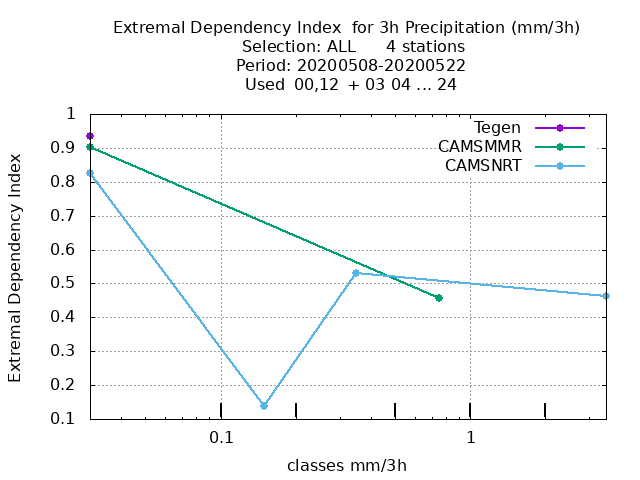 Extremal Dependency Index  for 3h Precipitation (mm/3h)
Selection: ALL      4 stations
Period: 20200508-20200522
Used  00,12  + 03 04 ... 24
Tegen
CAMSMMR
CAMSNRT
Extremal Dependency Index
1
0.9
0.8
0.7
0.6
0.5
0.4
0.3
0.2
0.1
0.1
1
classes mm/3h